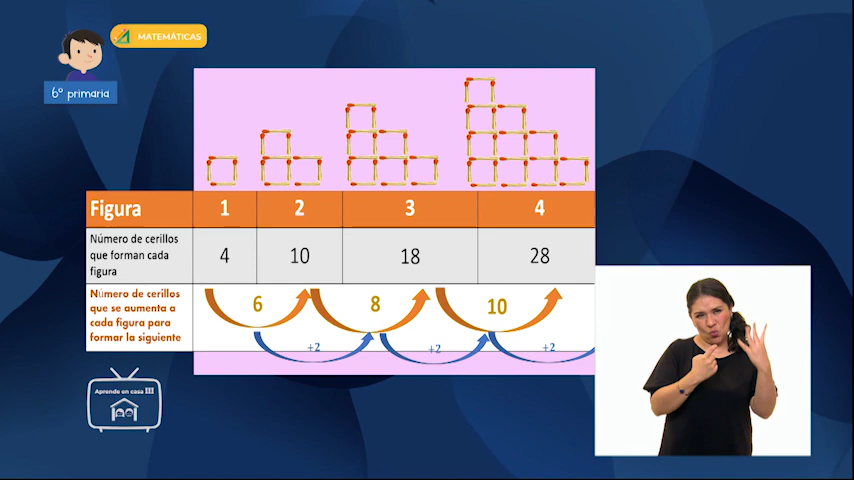 MATEMÁTICAS
6º primaria
Figura 1 2 3 4
Número de cerillos
que forman cada
figura
4 10 18 28
Número de cerillos
que se aumenta a
cada figura para
formar la siguiente
6 8 10
+2 +2 +2
Aprende en casa III